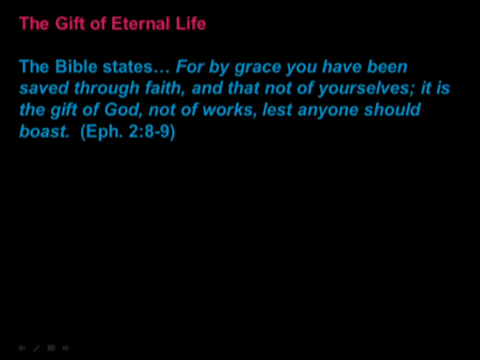 The Gift of Eternal Life
The Bible states… For by grace you have been
saved through faith, and that not of yourselves; it is
the gift of God, not of works, lest anyone should
boast. (Eph. 2:8-9)